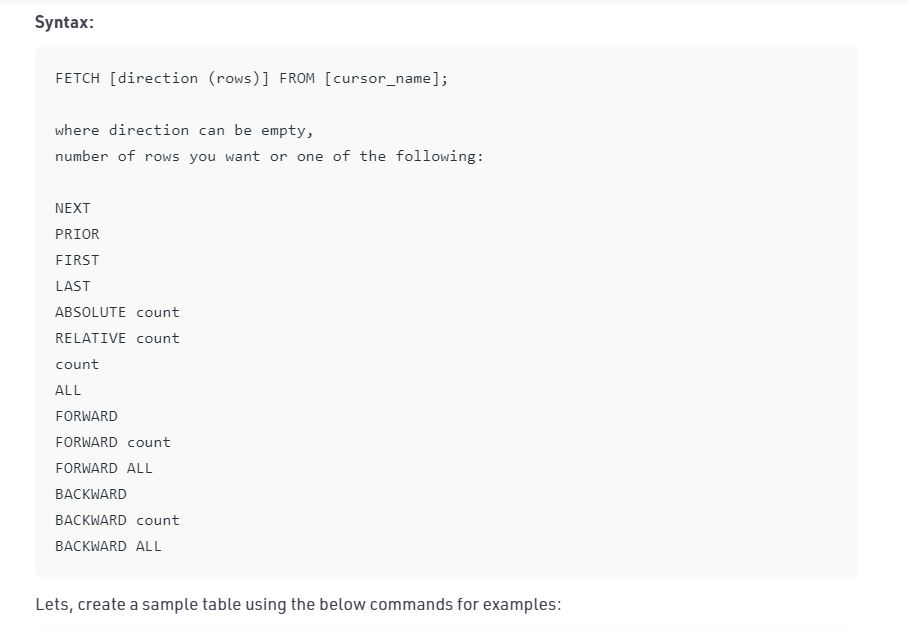 Syntax:
FETCH [direction (rows)] FROM [cursor_name];
where direction can be empty,
number of rows you want or one of the following:
NEXT
PRIOR
FIRST
LAST
ABSOLUTE count
RELATIVE count
count
ALL
FORWARD
FORWARD count
FORWARD ALL
BACKWARD
BACKWARD count
BACKWARD ALL
Lets, create a sample table using the below commands for examples: